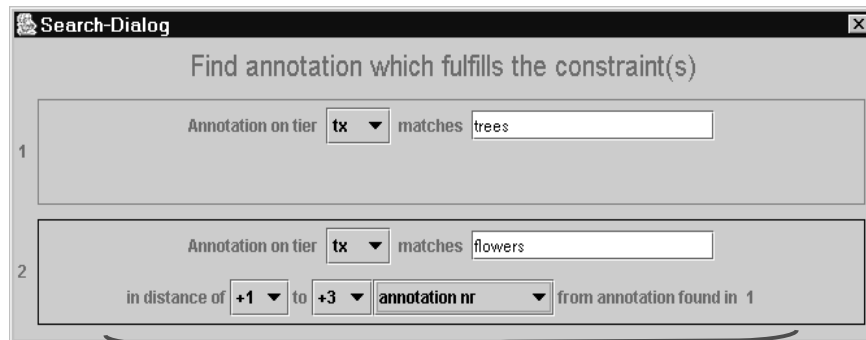 Search-Dialog
Find annotation which fulfills the constraint(s)
1
Annotation on tier tx matches trees
2
Annotation on tier tx matches flowers
in distance of +1 to +3 annotation nr from annotation found in 1